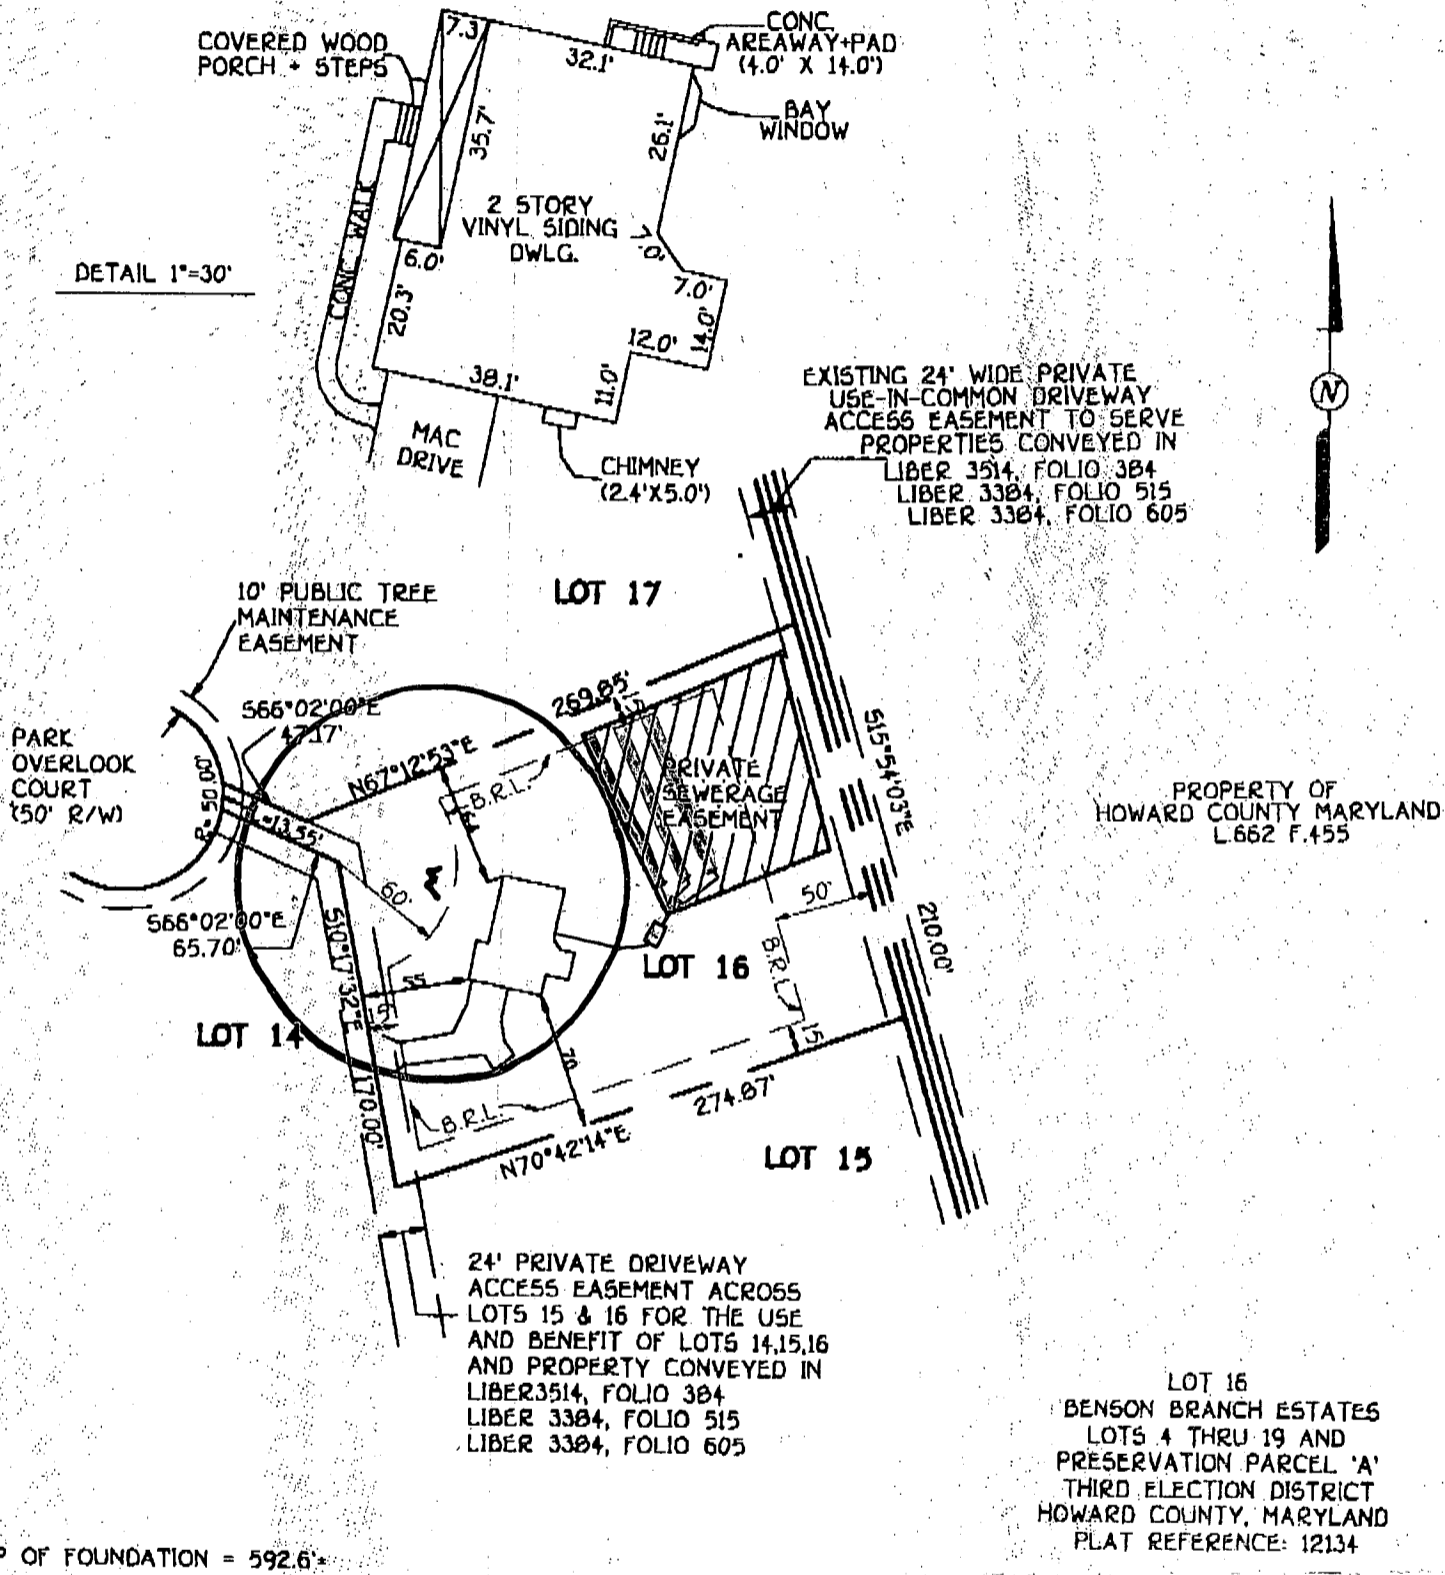 COVERED WOOD
PORCH + STEPS
7.3'
32.1'
CONC.
AREAWAY+PAD
(4.0' X 14.0')
BAY
WINDOW
35.7'
26.1'
2 STORY
VINYL SIDING
DWLG.
CONC WALK
6.0'
7.0'
7.0'
20.3'
14.0'
12.0'
38.1'
11.0'
DETAIL 1"=30'
MAC
DRIVE
CHIMNEY
(2.4'X5.0')
EXISTING 24' WIDE PRIVATE
USE-IN-COMMON DRIVEWAY
ACCESS EASEMENT TO SERVE
PROPERTIES CONVEYED IN
LIBER 3514, FOLIO 384
LIBER 3384, FOLIO 515
LIBER 3384, FOLIO 605
N
LOT 17
10' PUBLIC TREE
MAINTENANCE
EASEMENT
S66°02'00"E
47.17'
PARK
OVERLOOK
COURT
(50' R/W)
R= 50.00'
L=13.55'
N67°12'53"E
269.85'
15
B.R.L.
PRIVATE
SEWERAGE
EASEMENT
S15°54'03"E
210.00'
PROPERTY OF
HOWARD COUNTY MARYLAND
L.662 F.455
60'
50'
S66°02'00"E
65.70'
S10°17'32"E
170.00'
55
15'
LOT 16
B.R.L.
LOT 14
70
15'
B.R.L.
274.87'
N70°42'14"E
LOT 15
24' PRIVATE DRIVEWAY
ACCESS EASEMENT ACROSS
LOTS 15 & 16 FOR THE USE
AND BENEFIT OF LOTS 14,15,16
AND PROPERTY CONVEYED IN
LIBER3514, FOLIO 384
LIBER 3384, FOLIO 515
LIBER 3384, FOLIO 605
LOT 16
BENSON BRANCH ESTATES
LOTS 4 THRU 19 AND
PRESERVATION PARCEL 'A'
THIRD ELECTION DISTRICT
HOWARD COUNTY, MARYLAND
PLAT REFERENCE: 12134
P OF FOUNDATION = 592.6'±